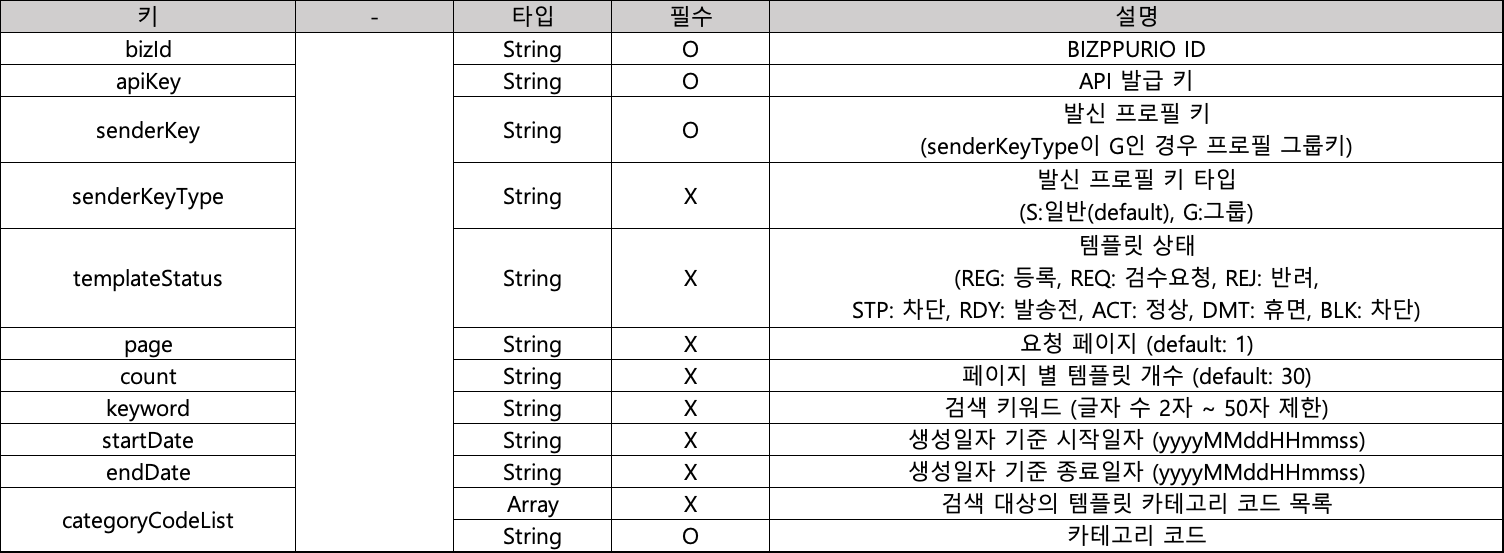 키 - 타입 필수 설명
bizId String O BIZPPURIO ID
apiKey String O API 발급 키
senderKey String O 발신 프로필 키
(senderKeyType이 G인 경우 프로필 그룹키)
senderKeyType String X 발신 프로필 키 타입
(S:일반(default), G:그룹)
templateStatus String X 템플릿 상태
(REG: 등록, REQ: 검수요청, REJ: 반려,
STP: 차단, RDY: 발송전, ACT: 정상, DMT: 휴면, BLK: 차단)
page String X 요청 페이지 (default: 1)
count String X 페이지 별 템플릿 개수 (default: 30)
keyword String X 검색 키워드 (글자 수 2자 ~ 50자 제한)
startDate String X 생성일자 기준 시작일자 (yyyyMMddHHmmss)
endDate String X 생성일자 기준 종료일자 (yyyyMMddHHmmss)
categoryCodeList Array X 검색 대상의 템플릿 카테고리 코드 목록
String O 카테고리 코드